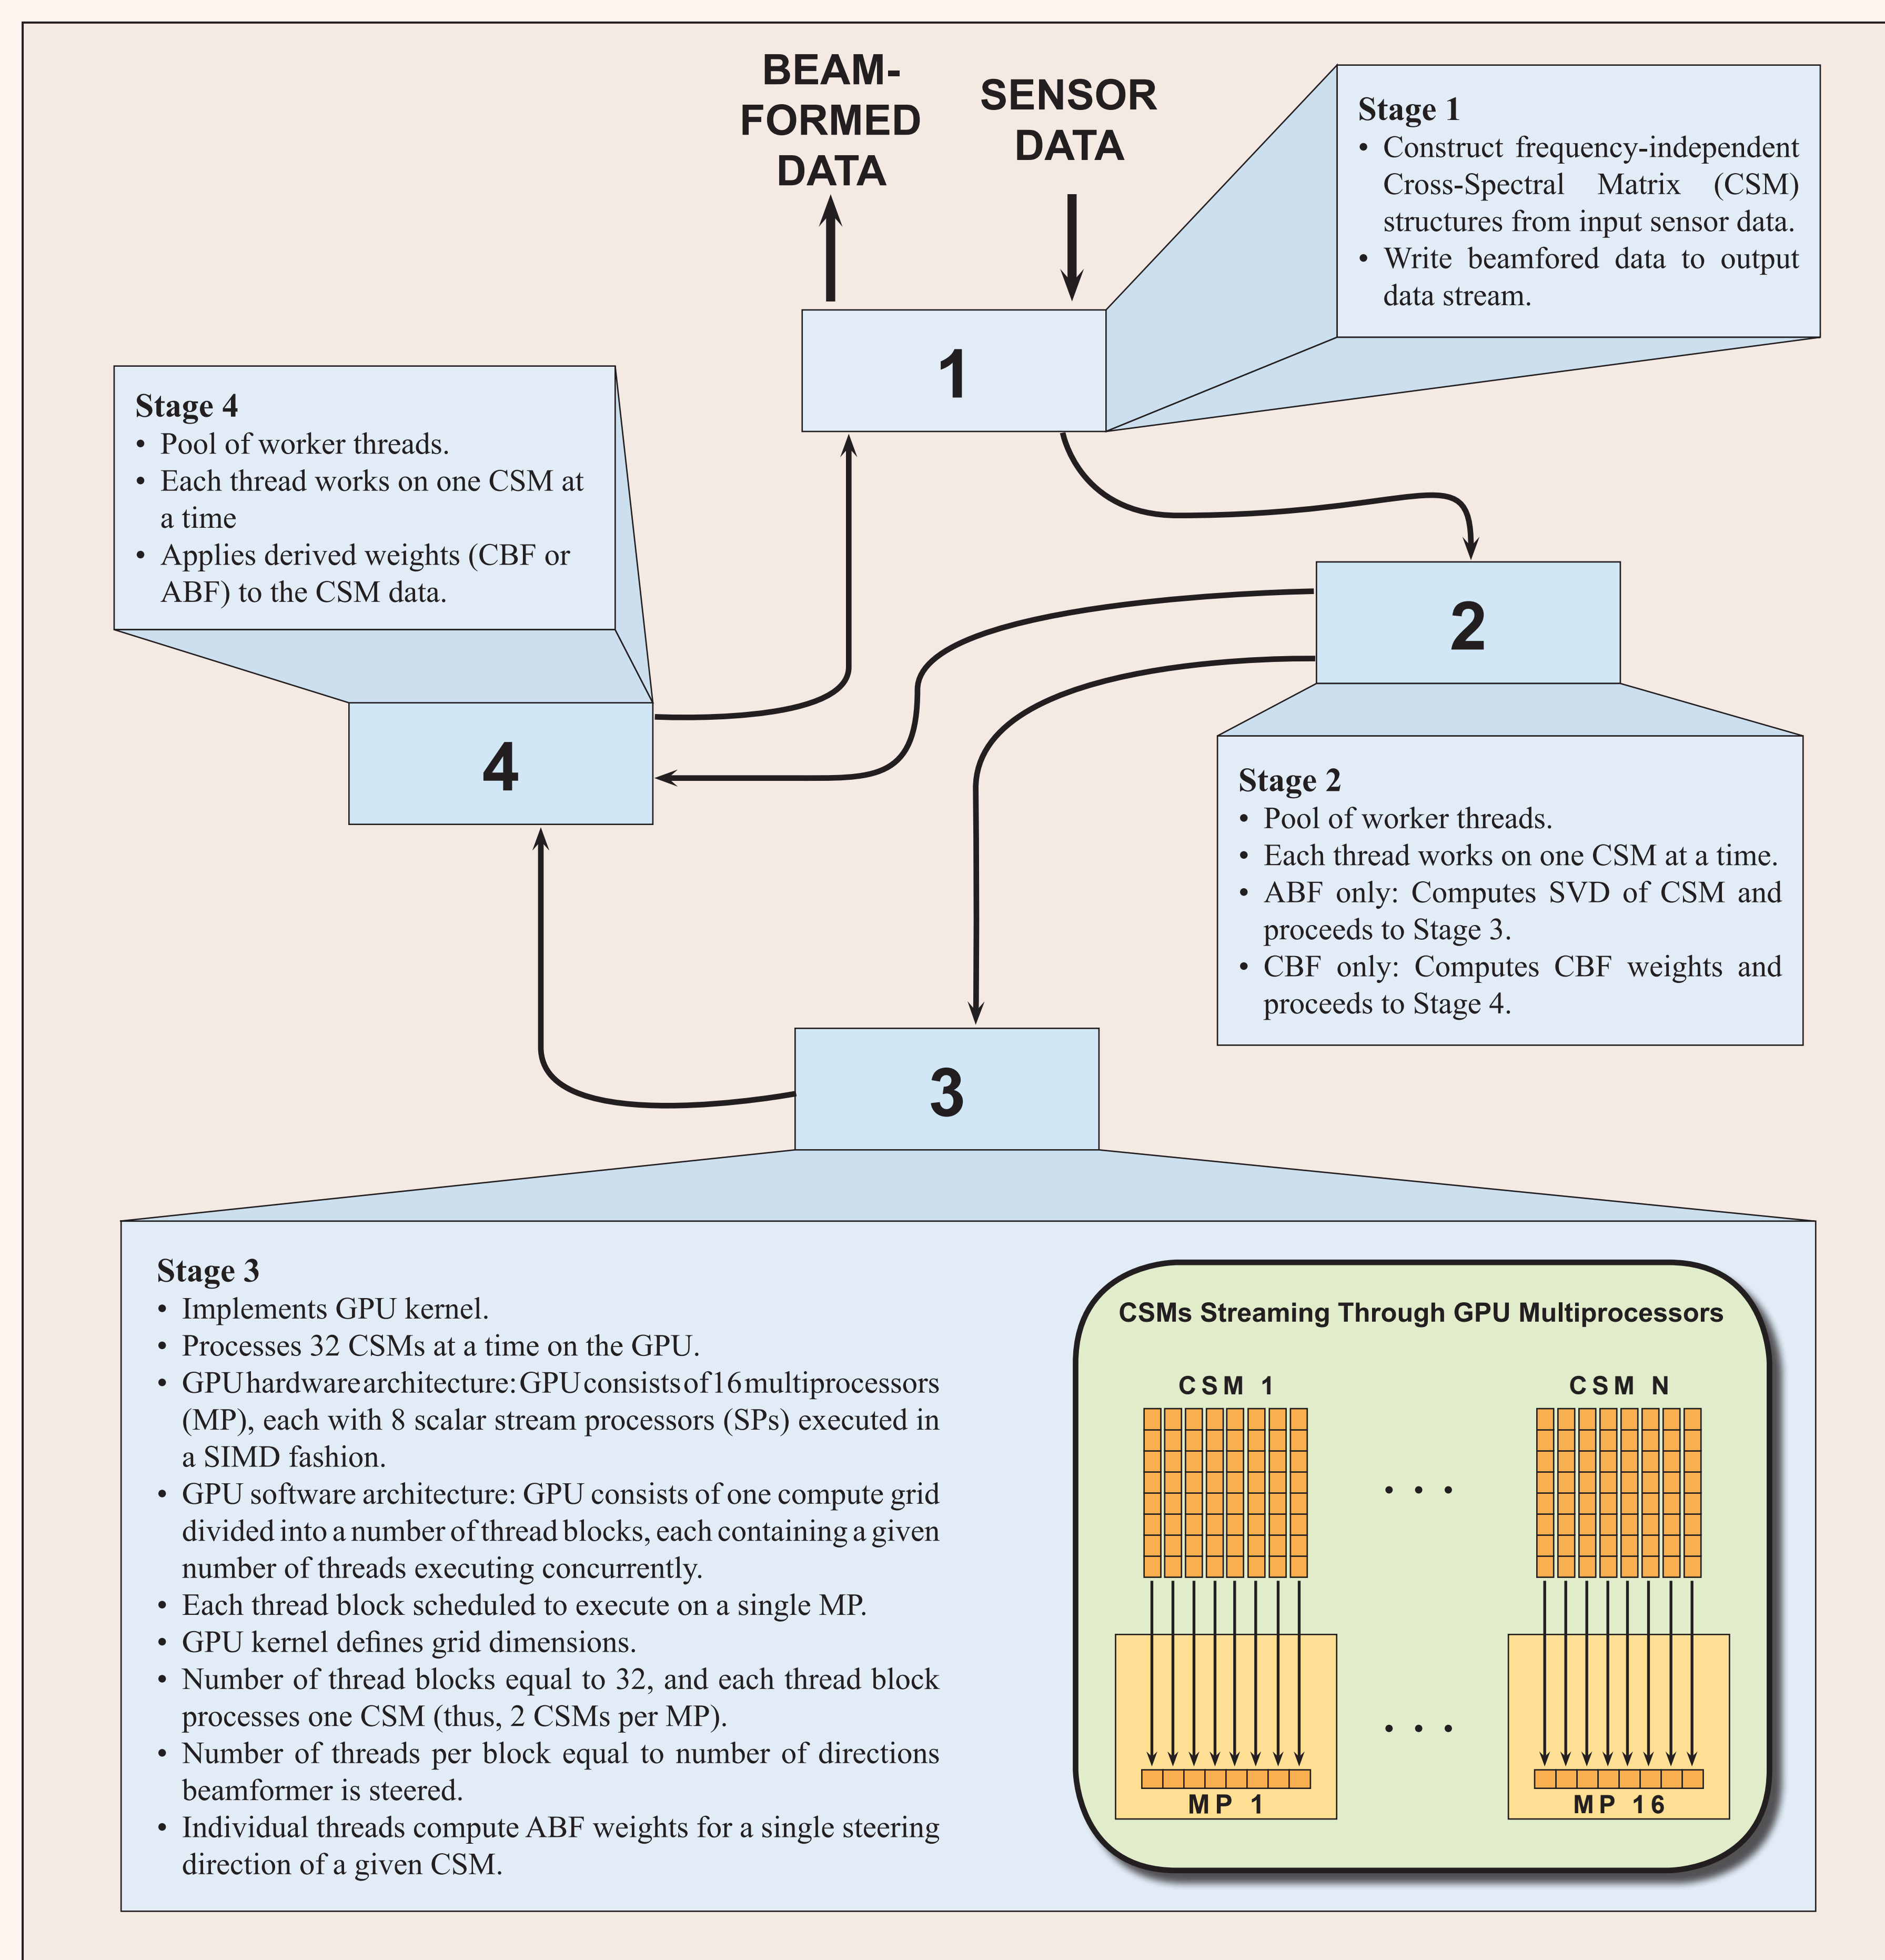 BEAM-
FORMED
DATA
SENSOR
DATA
Stage 1
• Construct frequency-independent
Cross-Spectral Matrix (CSM)
structures from input sensor data.
• Write beamfored data to output
data stream.
1
Stage 4
• Pool of worker threads.
• Each thread works on one CSM at
a time
• Applies derived weights (CBF or
ABF) to the CSM data.
2
4
Stage 2
• Pool of worker threads.
• Each thread works on one CSM at a time.
• ABF only: Computes SVD of CSM and
proceeds to Stage 3.
• CBF only: Computes CBF weights and
proceeds to Stage 4.
3
Stage 3
• Implements GPU kernel.
• Processes 32 CSMs at a time on the GPU.
• GPU hardware architecture: GPU consists of 16 multiprocessors
(MP), each with 8 scalar stream processors (SPs) executed in
a SIMD fashion.
• GPU software architecture: GPU consists of one compute grid
divided into a number of thread blocks, each containing a given
number of threads executing concurrently.
• Each thread block scheduled to execute on a single MP.
• GPU kernel defines grid dimensions.
• Number of thread blocks equal to 32, and each thread block
processes one CSM (thus, 2 CSMs per MP).
• Number of threads per block equal to number of directions
beamformer is steered.
• Individual threads compute ABF weights for a single steering
direction of a given CSM.
CSMs Streaming Through GPU Multiprocessors
CSM 1
CSM N
. . .
. . .
MP 1
MP 16